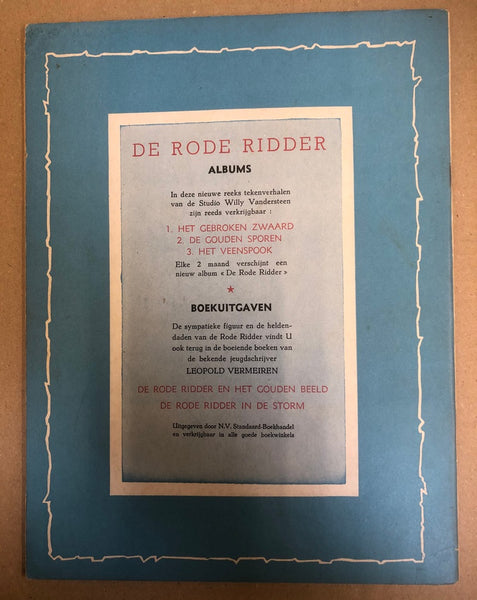 DE RODE RIDDER
ALBUMS
In deze nieuwe reeks tekenverhalen
van de Studio Willy Vandersteen
zijn reeds verkrijgbaar :
1. HET GEBROKEN ZWAARD
2. DE GOUDEN SPOREN
3. HET VEENSPOOK
Elke 2 maand verschijnt een
nieuw album « De Rode Ridder »
★
BOEKUITGAVEN
De sympatieke figuur en de helden-
daden van de Rode Ridder vindt U
ook terug in de boeiende boeken van
de bekende jeugdschrijver
LEOPOLD VERMEIREN
DE RODE RIDDER EN HET GOUDEN BEELD
DE RODE RIDDER IN DE STORM
Uitgegeven door N.V. Standaard-Boekhandel
en verkrijgbaar in alle goede boekwinkels